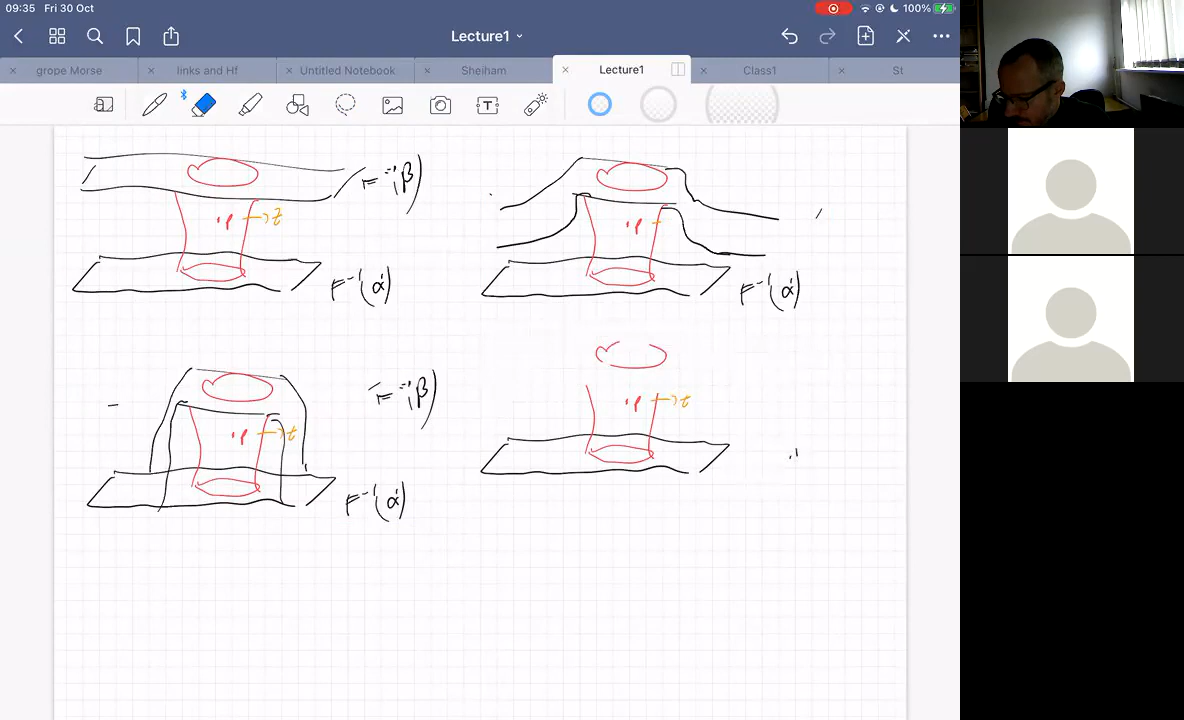 09:35 Fri 30 Oct
100%
Lecture1
grope Morse
links and Hf
Untitled Notebook
Sheiham
Lecture1
Class1
St
T
F⁻¹(β)
p → z
F⁻¹(α)
p
F⁻¹(α)
F⁻¹(β)
p → z
F⁻¹(α)
p → z